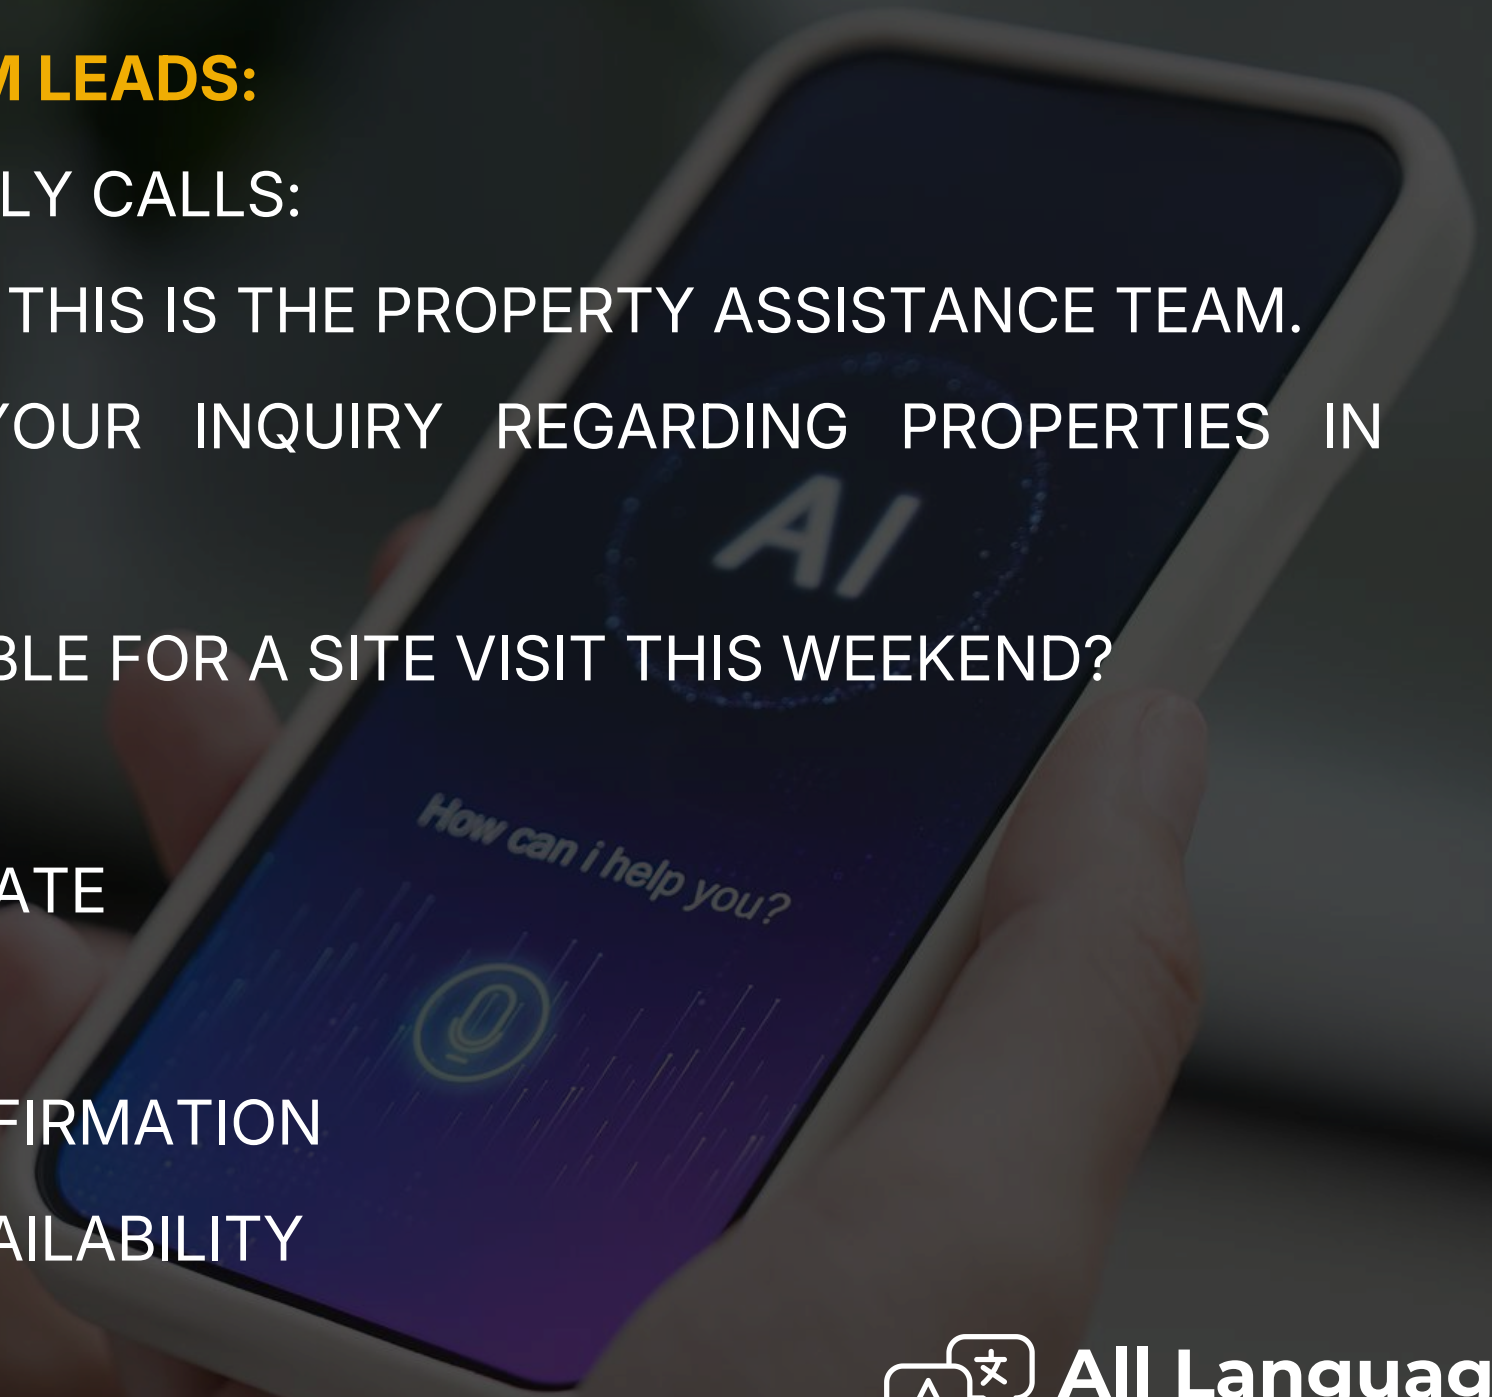 M LEADS:
LY CALLS:
THIS IS THE PROPERTY ASSISTANCE TEAM.
YOUR INQUIRY REGARDING PROPERTIES IN
AI
BLE FOR A SITE VISIT THIS WEEKEND?
How can i help you?
ATE
FIRMATION
AILABILITY
文 All Languag
A